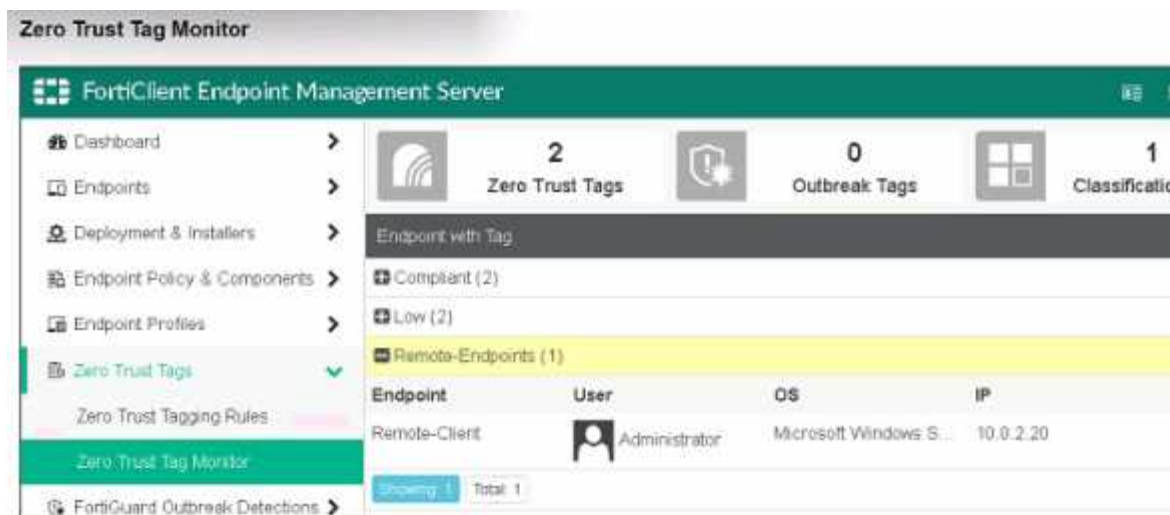 Zero Trust Tag Monitor
FortiClient Endpoint Management Server
Dashboard
Endpoints
Deployment & Installers
Endpoint Policy & Components
Endpoint Profiles
Zero Trust Tags
Zero Trust Tagging Rules
Zero Trust Tag Monitor
FortiGuard Outbreak Detections
2
Zero Trust Tags
0
Outbreak Tags
1
Classificatio
Endpoint with Tag
Compliant (2)
Low (2)
Remote-Endpoints (1)
Endpoint User OS IP
Remote-Client Administrator Microsoft Windows S... 10.0.2.20
Showing: 1 Total: 1